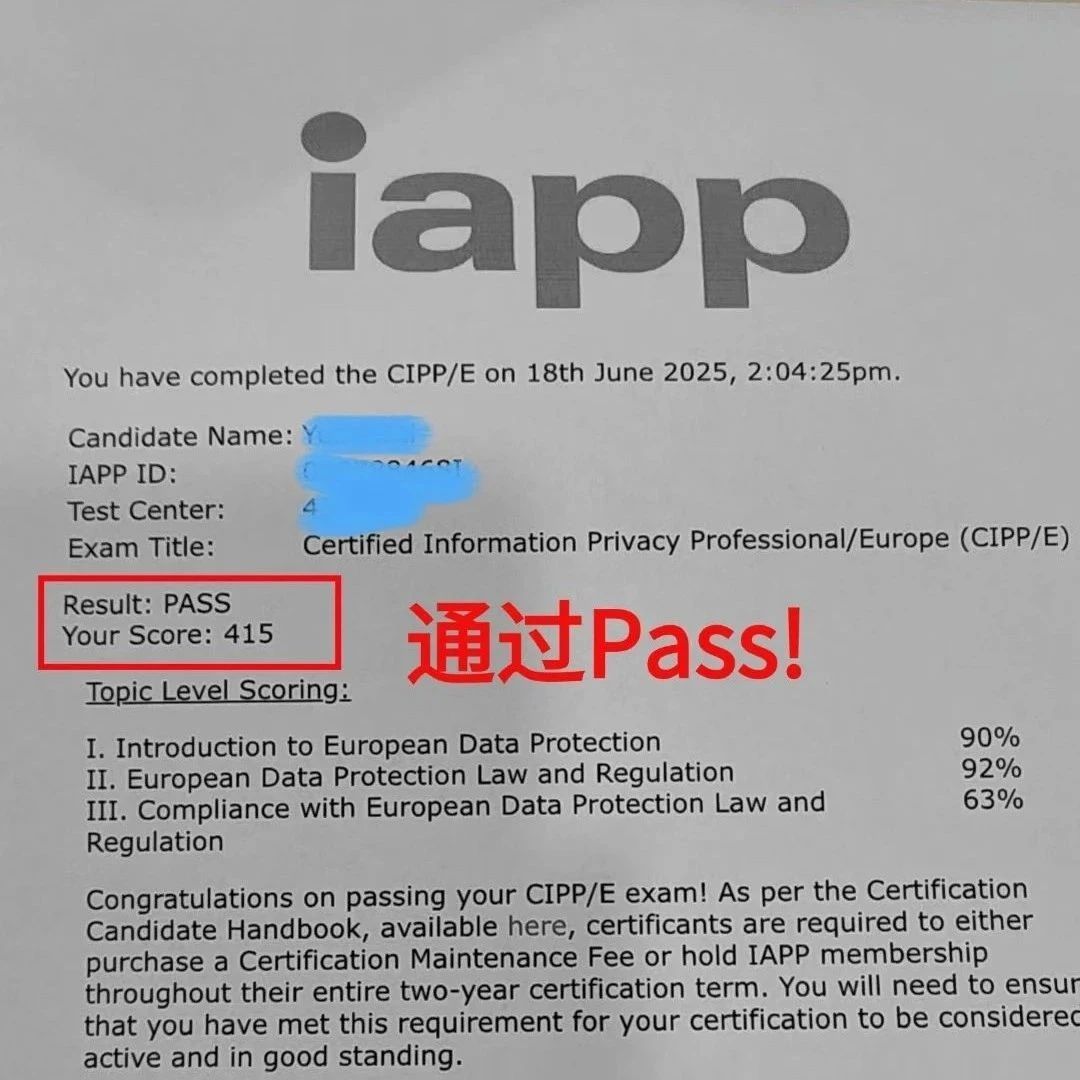 iapp
You have completed the CIPP/E on 18th June 2025, 2:04:25pm.
Candidate Name: Y
IAPP ID:
Test Center: 4
Exam Title: Certified Information Privacy Professional/Europe (CIPP/E)
Result: PASS
Your Score: 415
通过Pass!
Topic Level Scoring:
I. Introduction to European Data Protection 90%
II. European Data Protection Law and Regulation 92%
III. Compliance with European Data Protection Law and 63%
Regulation
Congratulations on passing your CIPP/E exam! As per the Certification
Candidate Handbook, available here, certificants are required to either
purchase a Certification Maintenance Fee or hold IAPP membership
throughout their entire two-year certification term. You will need to ensur
that you have met this requirement for your certification to be considered
active and in good standing.